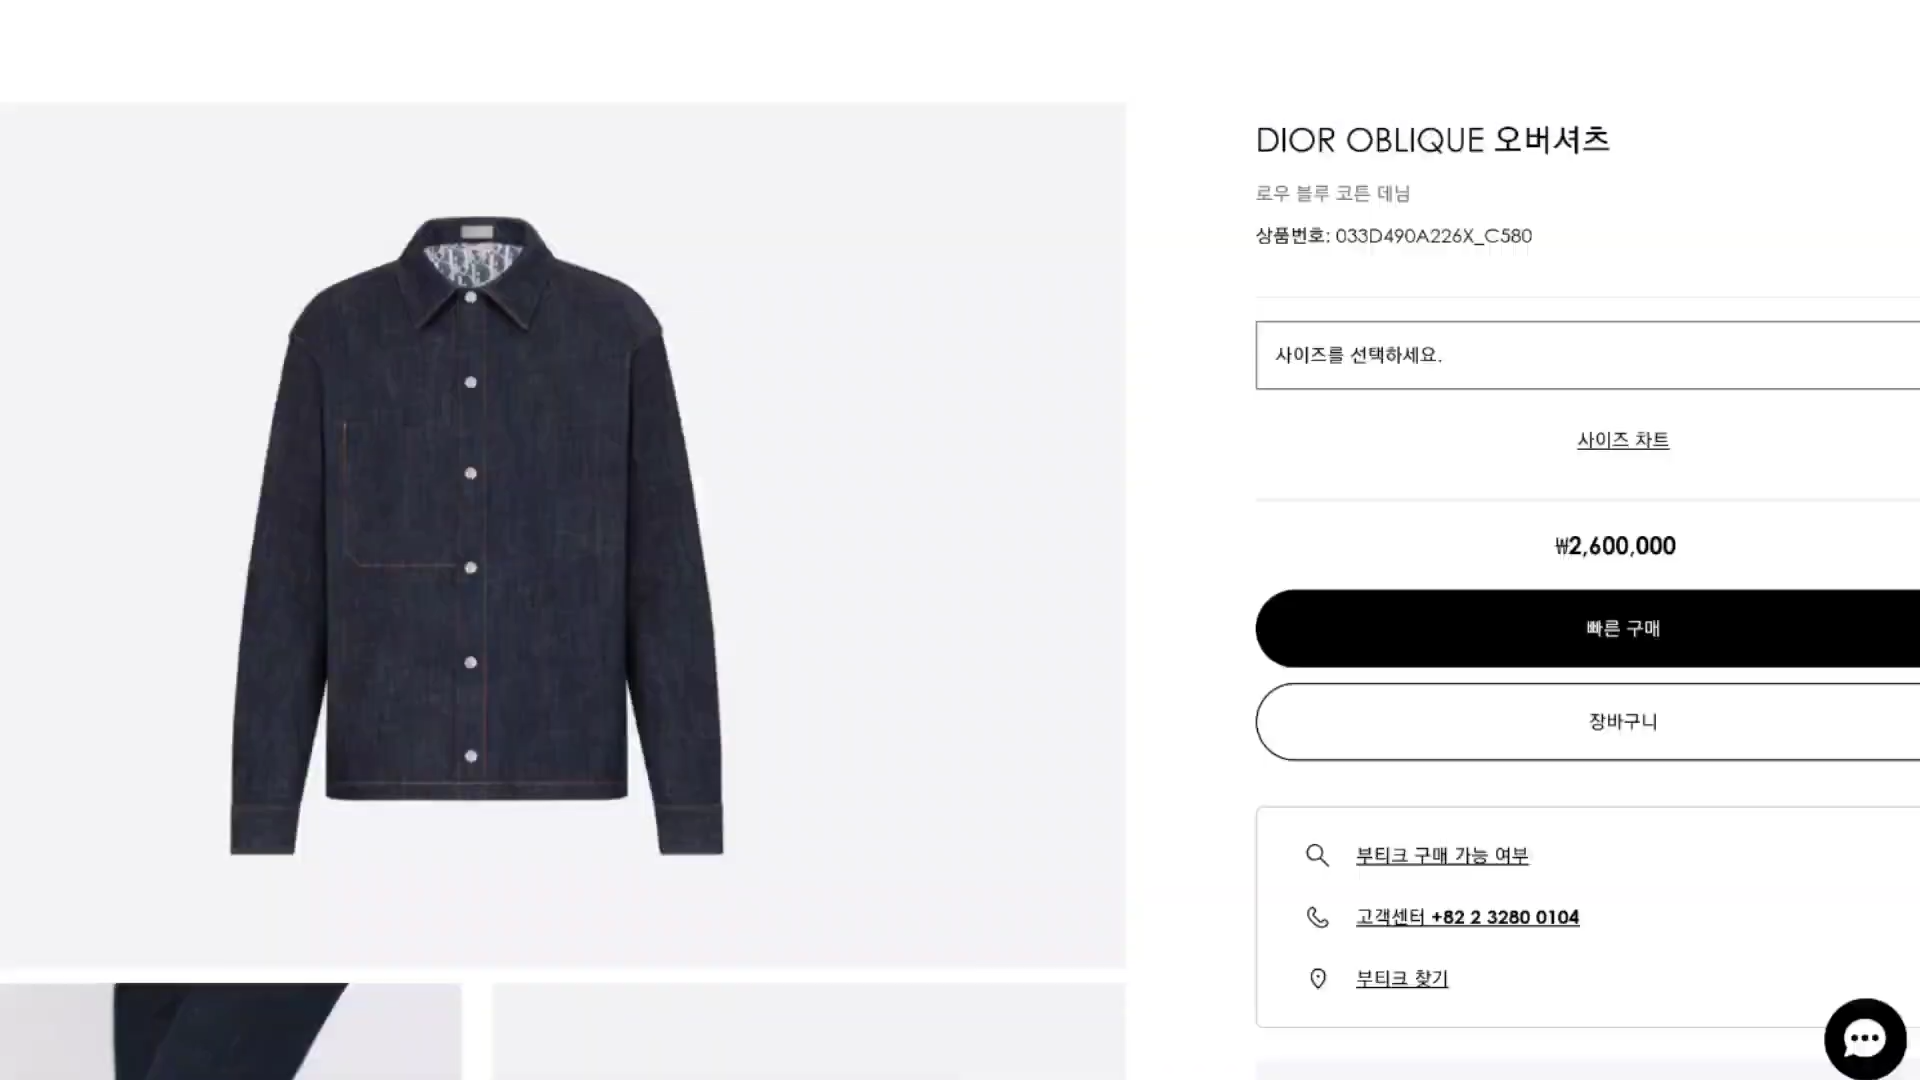 DIOR OBLIQUE 오버셔츠
로우 블루 코튼 데님
상품번호: 033D490A226X_C580
사이즈를 선택하세요.
사이즈 차트
₩2,600,000
빠른 구매
장바구니
부티크 구매 가능 여부
고객센터 +82 2 3280 0104
부티크 찾기